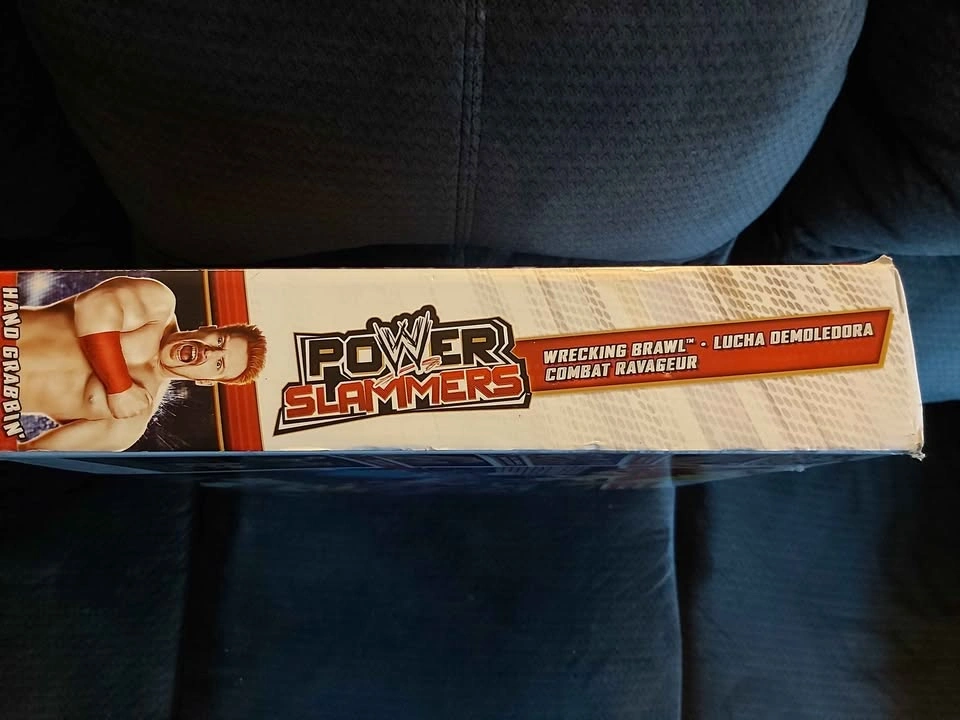 HAND GRABBIN'
POWER
SLAMMERS
WRECKING BRAWL™ • LUCHA DEMOLEDORA
COMBAT RAVAGEUR